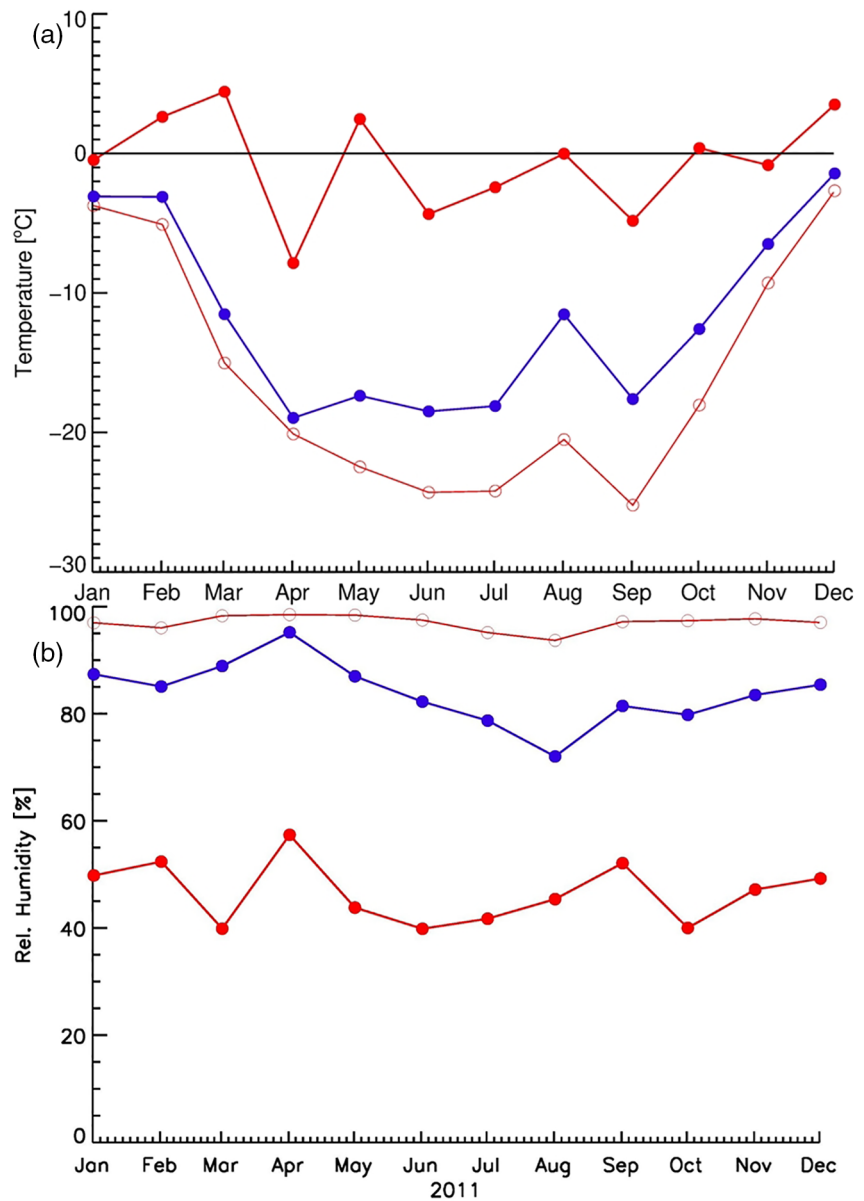 (a)
10
0
−10
−20
−30
Temperature [°C]
Jan Feb Mar Apr May Jun Jul Aug Sep Oct Nov Dec
(b)
100
80
60
40
20
0
Rel. Humidity [%]
Jan Feb Mar Apr May Jun Jul Aug Sep Oct Nov Dec
2011